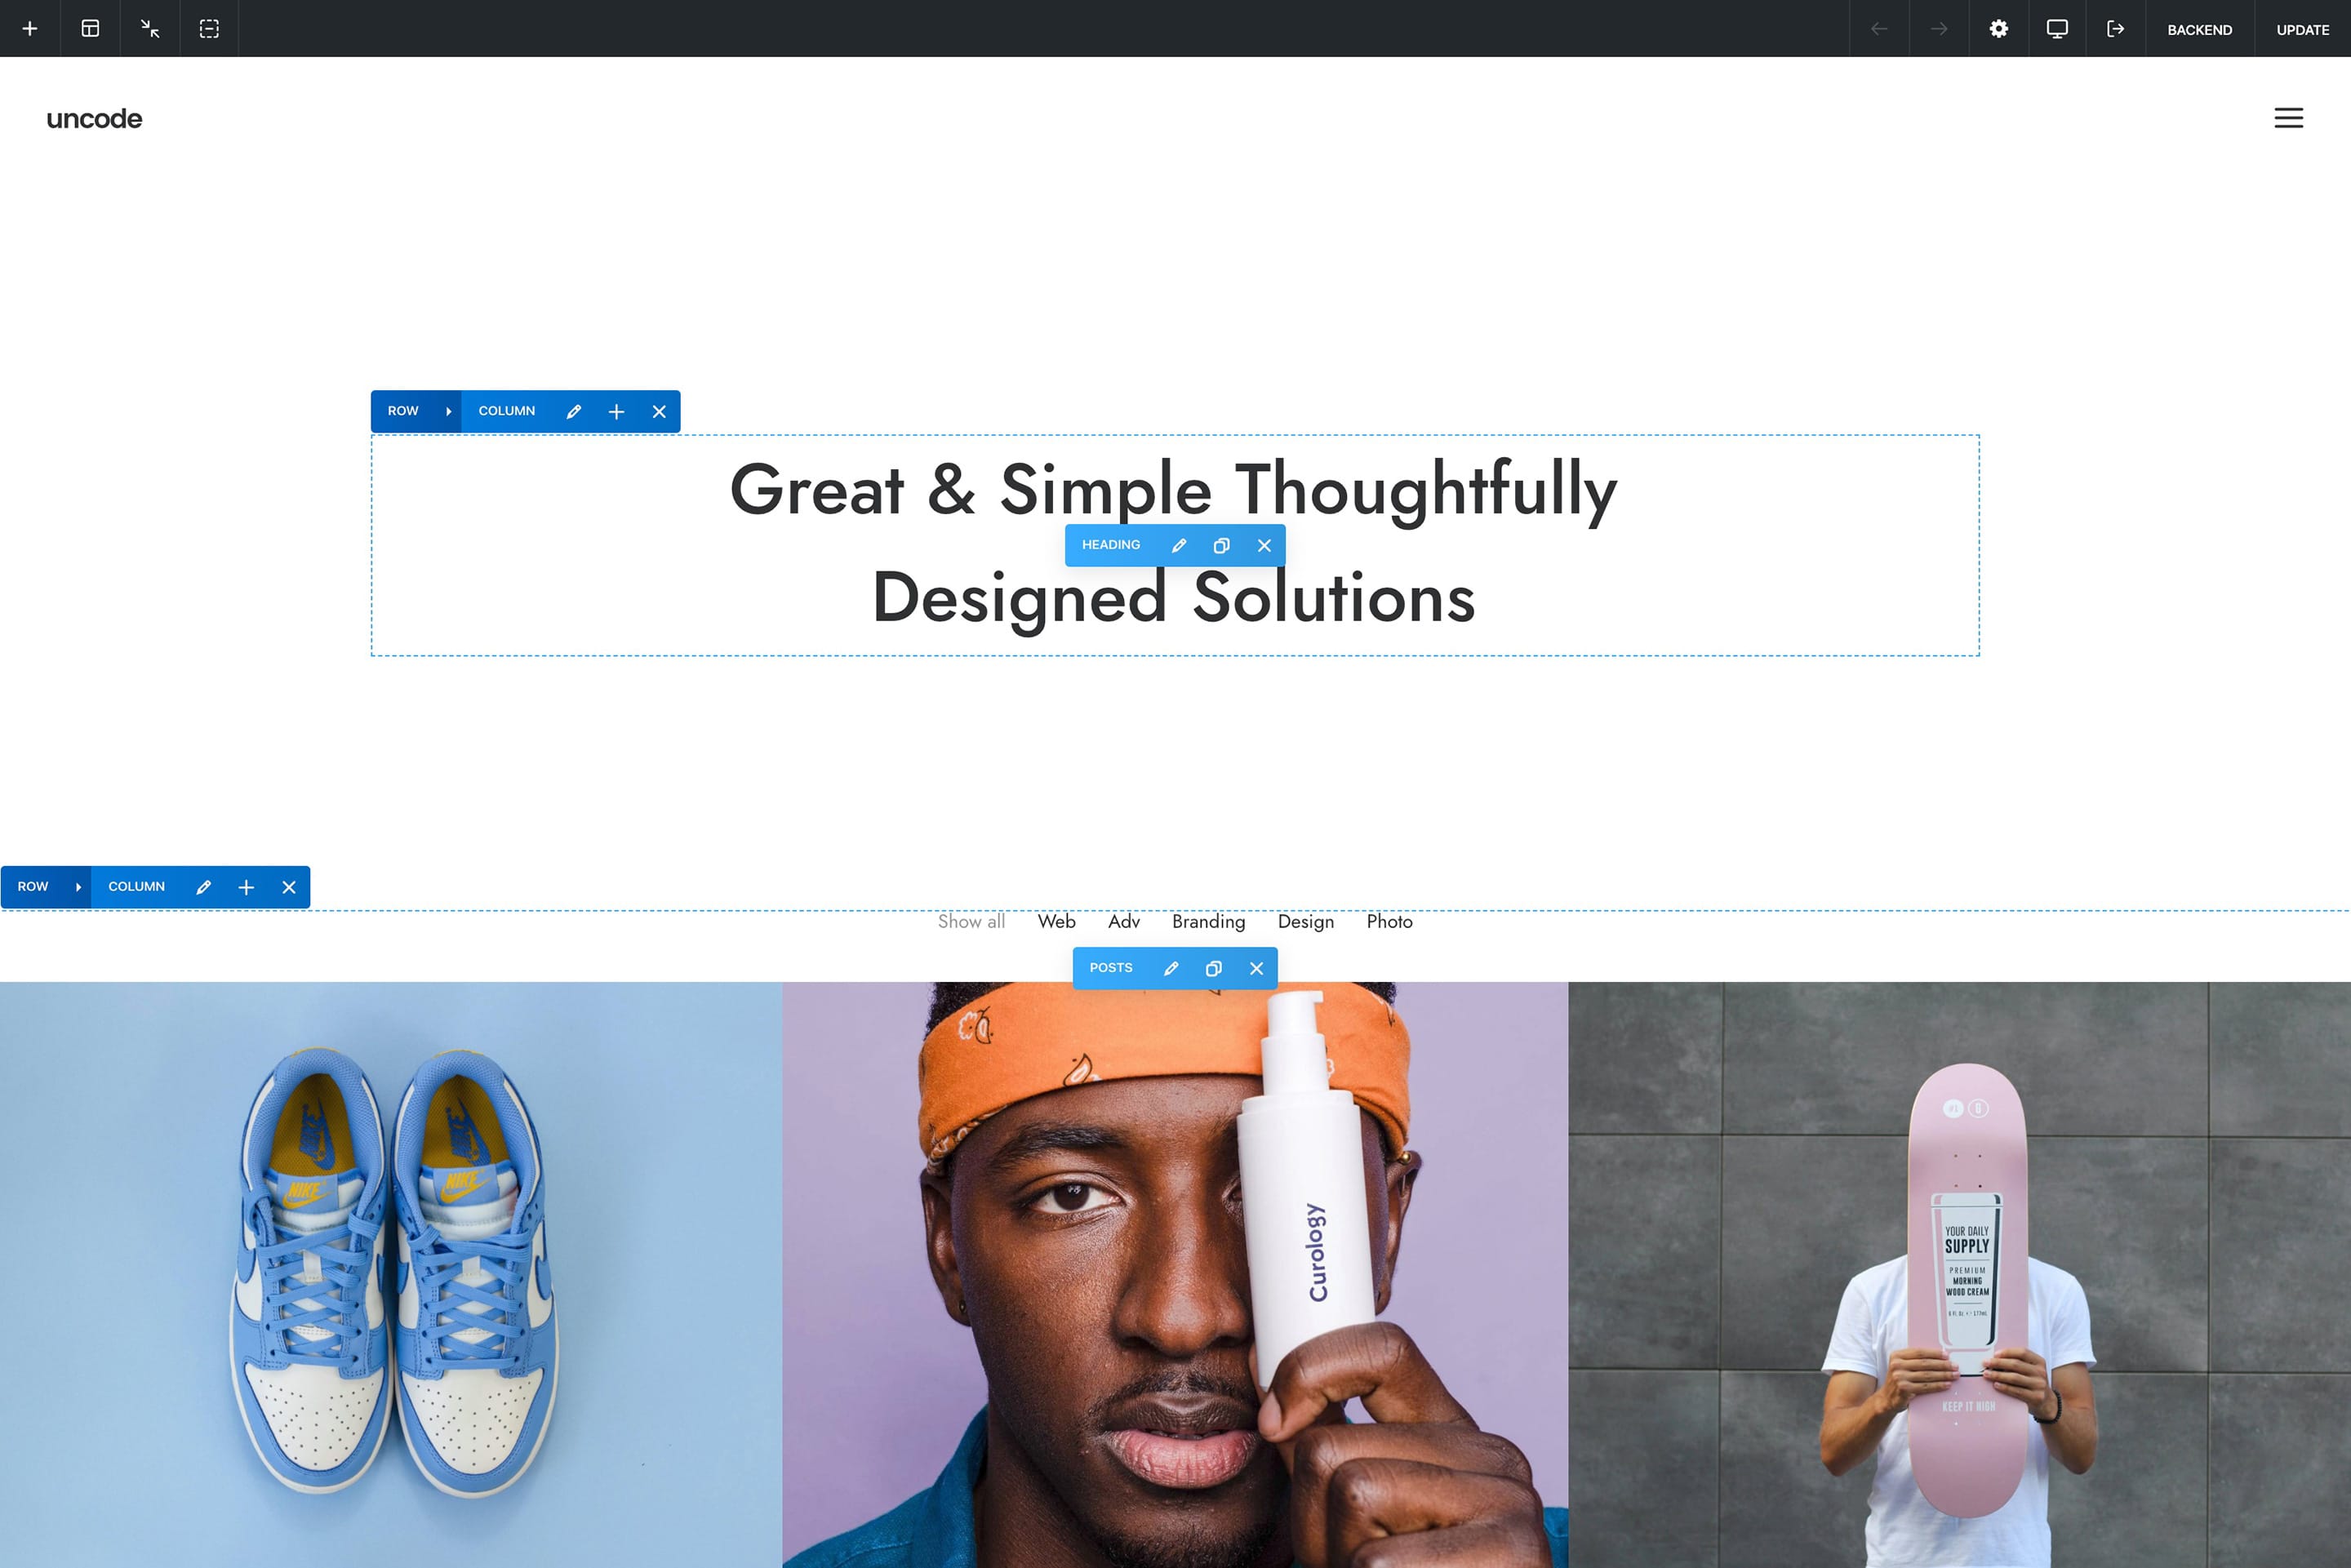 BACKEND
UPDATE
uncode
ROW
COLUMN
Great & Simple Thoughtfully
HEADING
Designed Solutions
ROW
COLUMN
Show all Web Adv Branding Design Photo
POSTS
NIKE
NIKE
Curology
#1
YOUR DAILY
SUPPLY
PREMIUM
MORNING
WOOD CREAM
KEEP IT HIGH